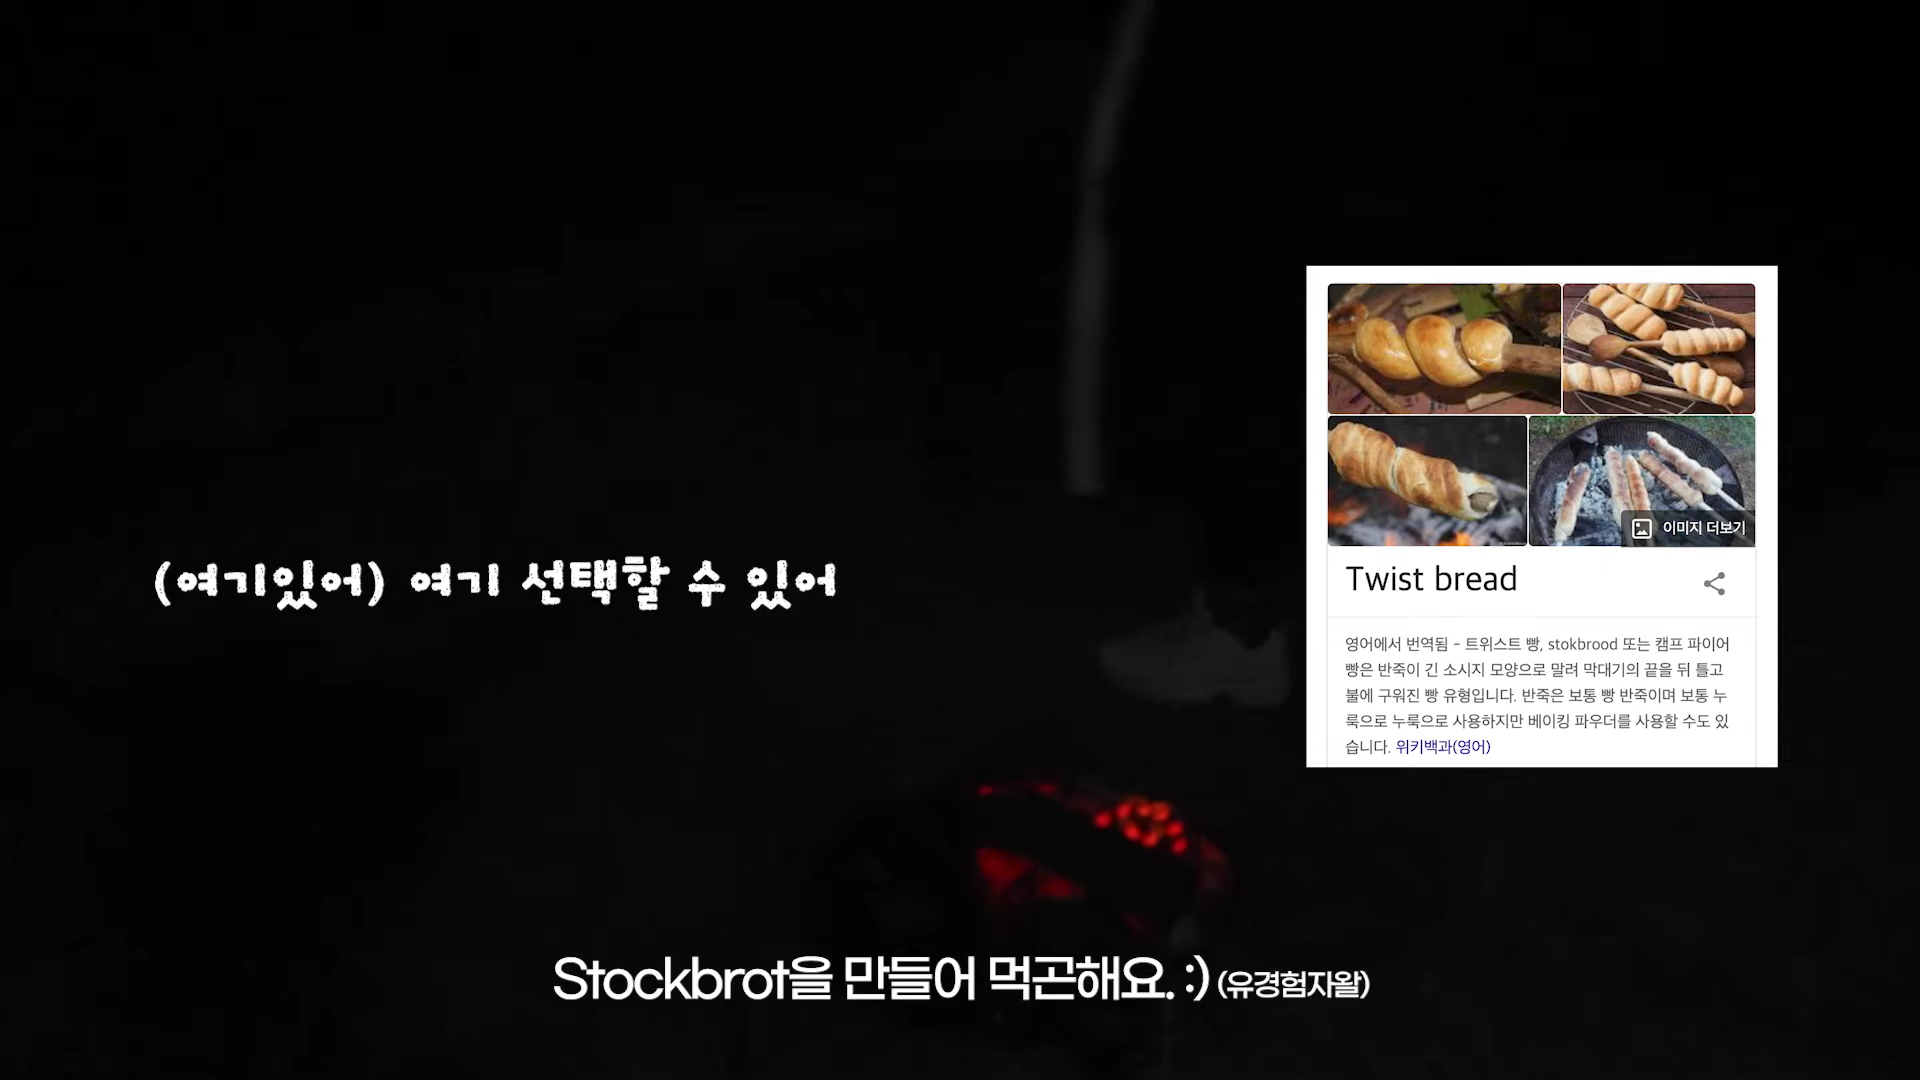 (여기있어) 여기 선택할 수 있어
이미지 더보기
Twist bread
영어에서 번역됨 - 트위스트 빵, stokbrood 또는 캠프 파이어
빵은 반죽이 긴 소시지 모양으로 말려 막대기의 끝을 뒤 틀고
불에 구워진 빵 유형입니다. 반죽은 보통 빵 반죽이며 보통 누
룩으로 누룩으로 사용하지만 베이킹 파우더를 사용할 수도 있
습니다. 위키백과(영어)
Stockbrot을 만들어 먹곤해요. :) (유경험자왈)